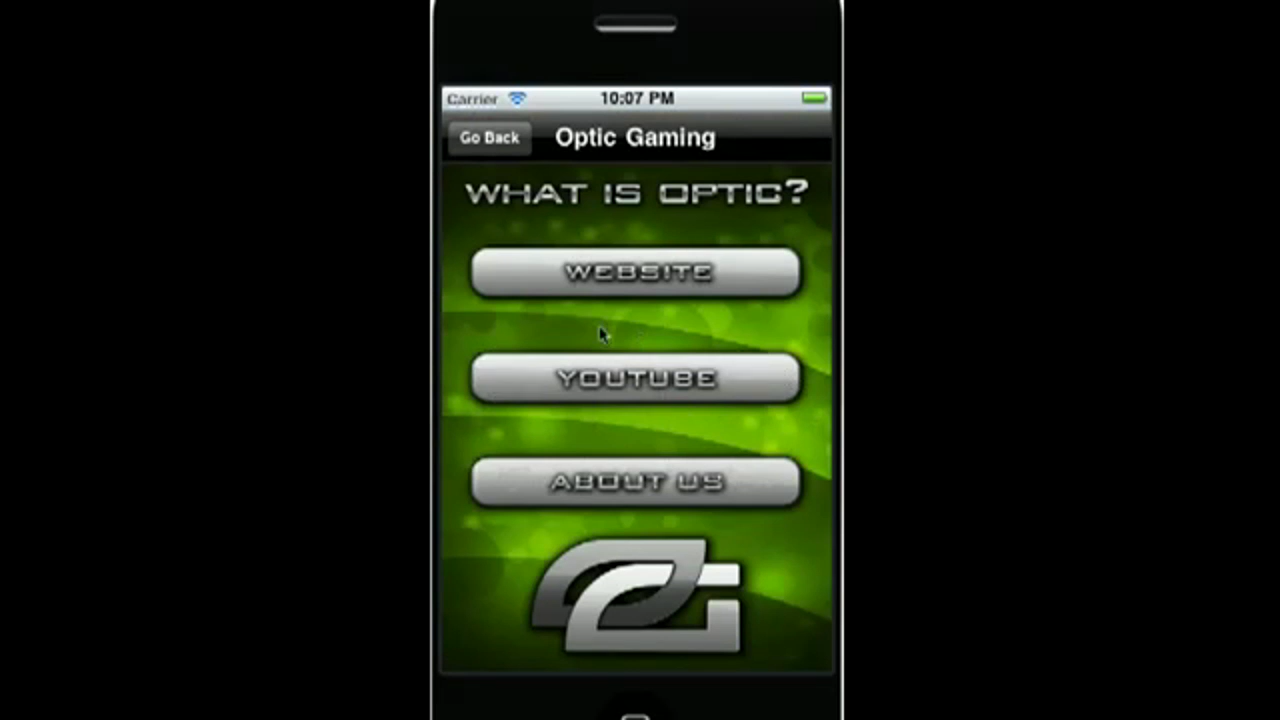 Carrier 10:07 PM
Go Back Optic Gaming
WHAT IS OPTIC?
WEBSITE
YOUTUBE
ABOUT US